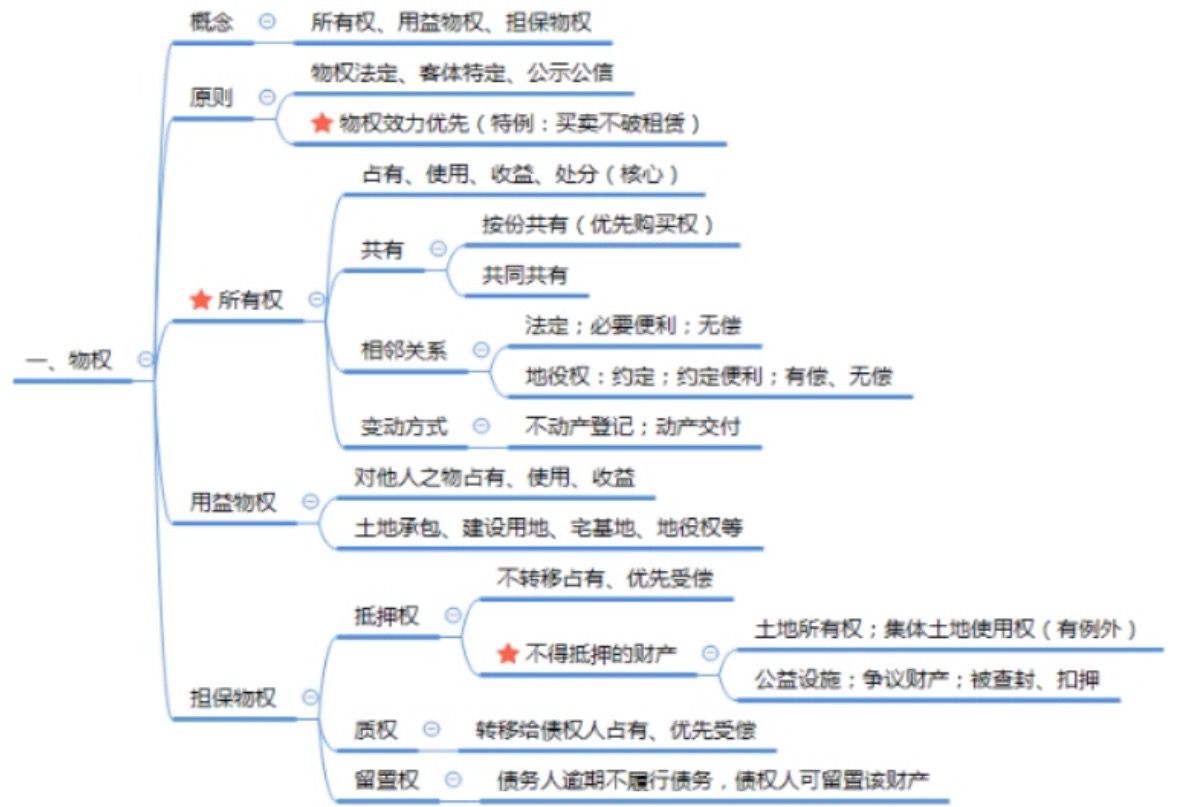 概念
所有权、用益物权、担保物权
物权法定、客体特定、公示公信
原则
物权效力优先（特例：买卖不破租赁）
占有、使用、收益、处分（核心）
按份共有（优先购买权）
共有
共同共有
所有权
法定；必要便利；无偿
相邻关系
一、物权
地役权：约定；约定便利；有偿、无偿
变动方式
不动产登记；动产交付
对他人之物占有、使用、收益
用益物权
土地承包、建设用地、宅基地、地役权等
不转移占有、优先受偿
抵押权
土地所有权；集体土地使用权（有例外）
不得抵押的财产
公益设施；争议财产；被查封、扣押
担保物权
质权
转移给债权人占有、优先受偿
留置权
债务人逾期不履行债务，债权人可留置该财产